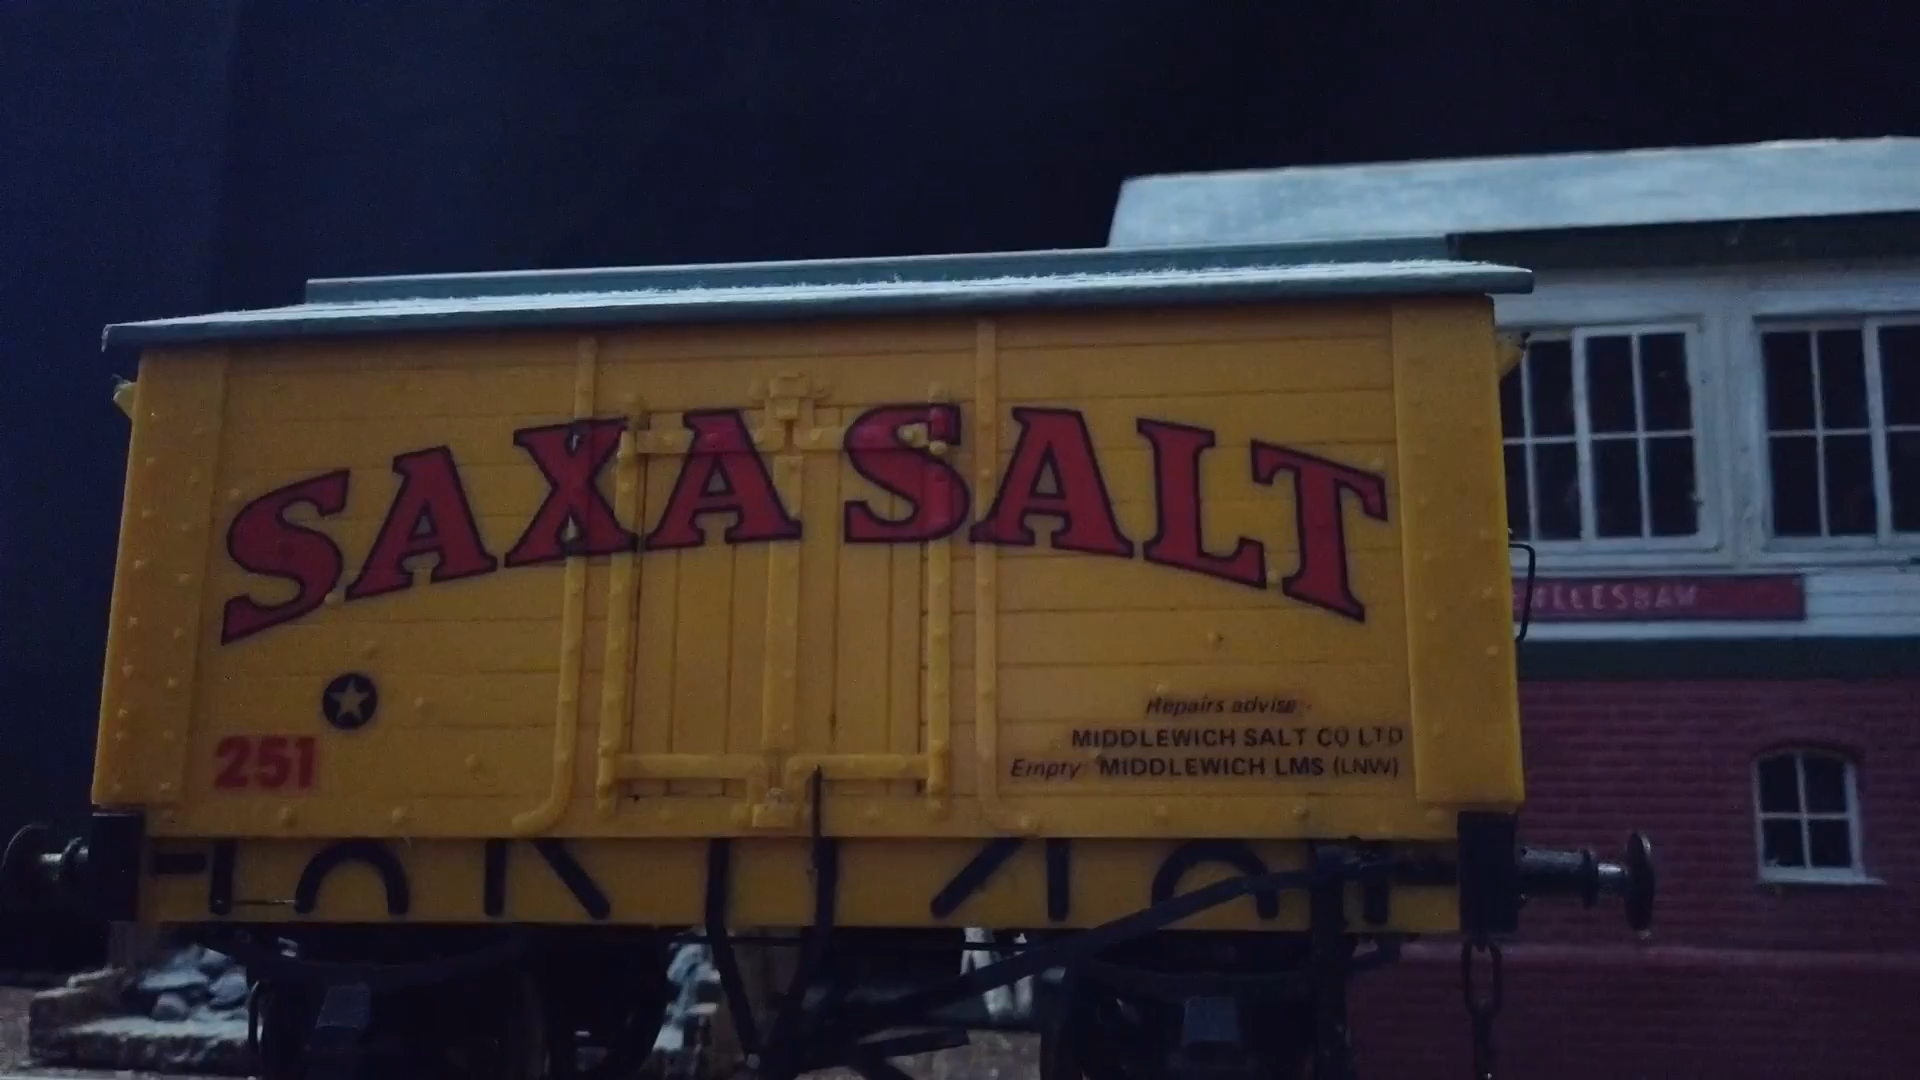 SAXA SALT
251
Repairs advise:-
MIDDLEWICH SALT CO LTD
Empty: MIDDLEWICH LMS (LNW)